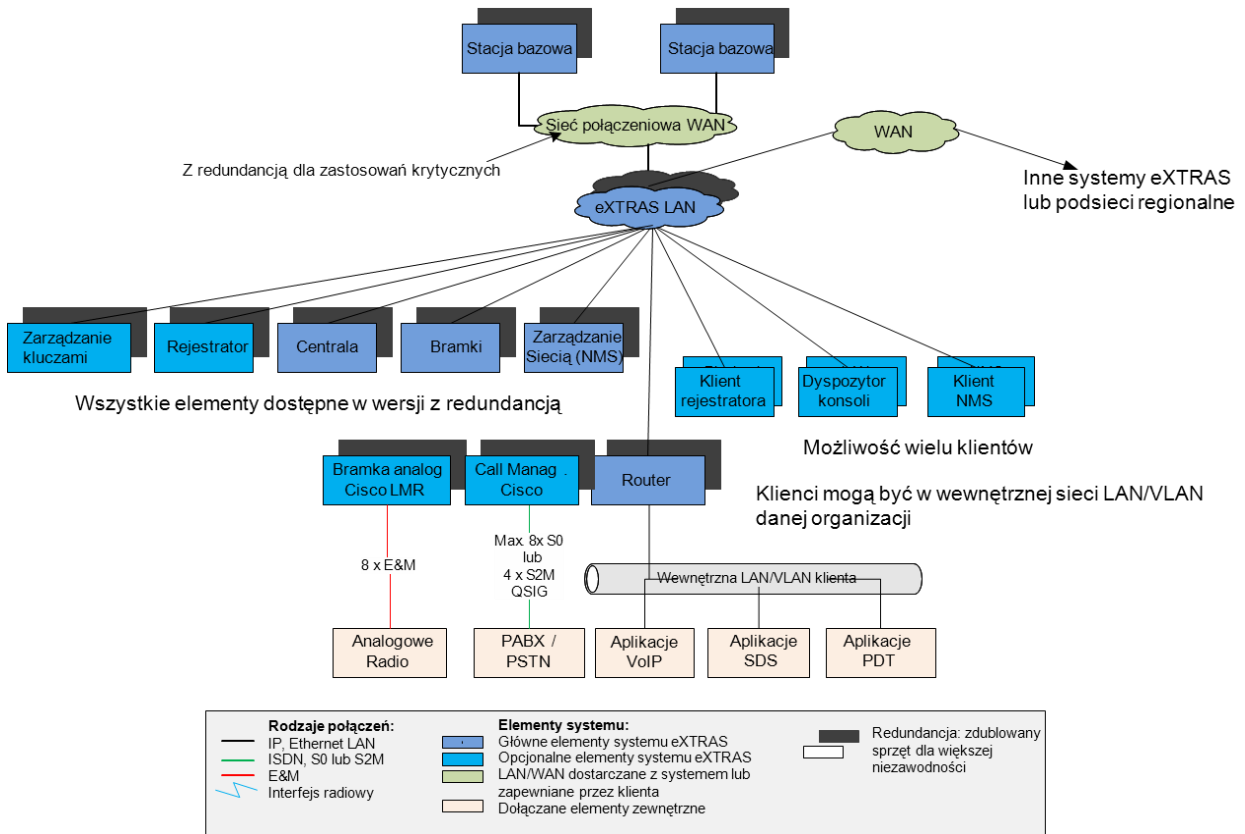 Stacja bazowa
Stacja bazowa
Sieć połączeniowa WAN
WAN
Z redundancją dla zastosowań krytycznych
Inne systemy eXTRAS
lub podsieci regionalne
eXTRAS LAN
Zarządzanie
kluczami
Rejestrator
Centrala
Bramki
Zarządzanie
Siecią (NMS)
Klient
rejestratora
Dyspozytor
konsoli
Klient
NMS
Wszystkie elementy dostępne w wersji z redundancją
Możliwość wielu klientów
Bramka analog
Cisco LMR
Call Manag .
Cisco
Router
Klienci mogą być w wewnętrznej sieci LAN/VLAN
danej organizacji
8 x E&M
Max. 8x S0
lub
4 x S2M
QSIG
Wewnętrzna LAN/VLAN klienta
Analogowe
Radio
PABX /
PSTN
Aplikacje
VoIP
Aplikacje
SDS
Aplikacje
PDT
Rodzaje połączeń:
IP, Ethernet LAN
ISDN, S0 lub S2M
E&M
Interfejs radiowy
Elementy systemu:
Główne elementy systemu eXTRAS
Opcjonalne elementy systemu eXTRAS
LAN/WAN dostarczane z systemem lub
zapewniane przez klienta
Dołączane elementy zewnętrzne
Redundancja: zdublowany
sprzęt dla większej
niezawodności